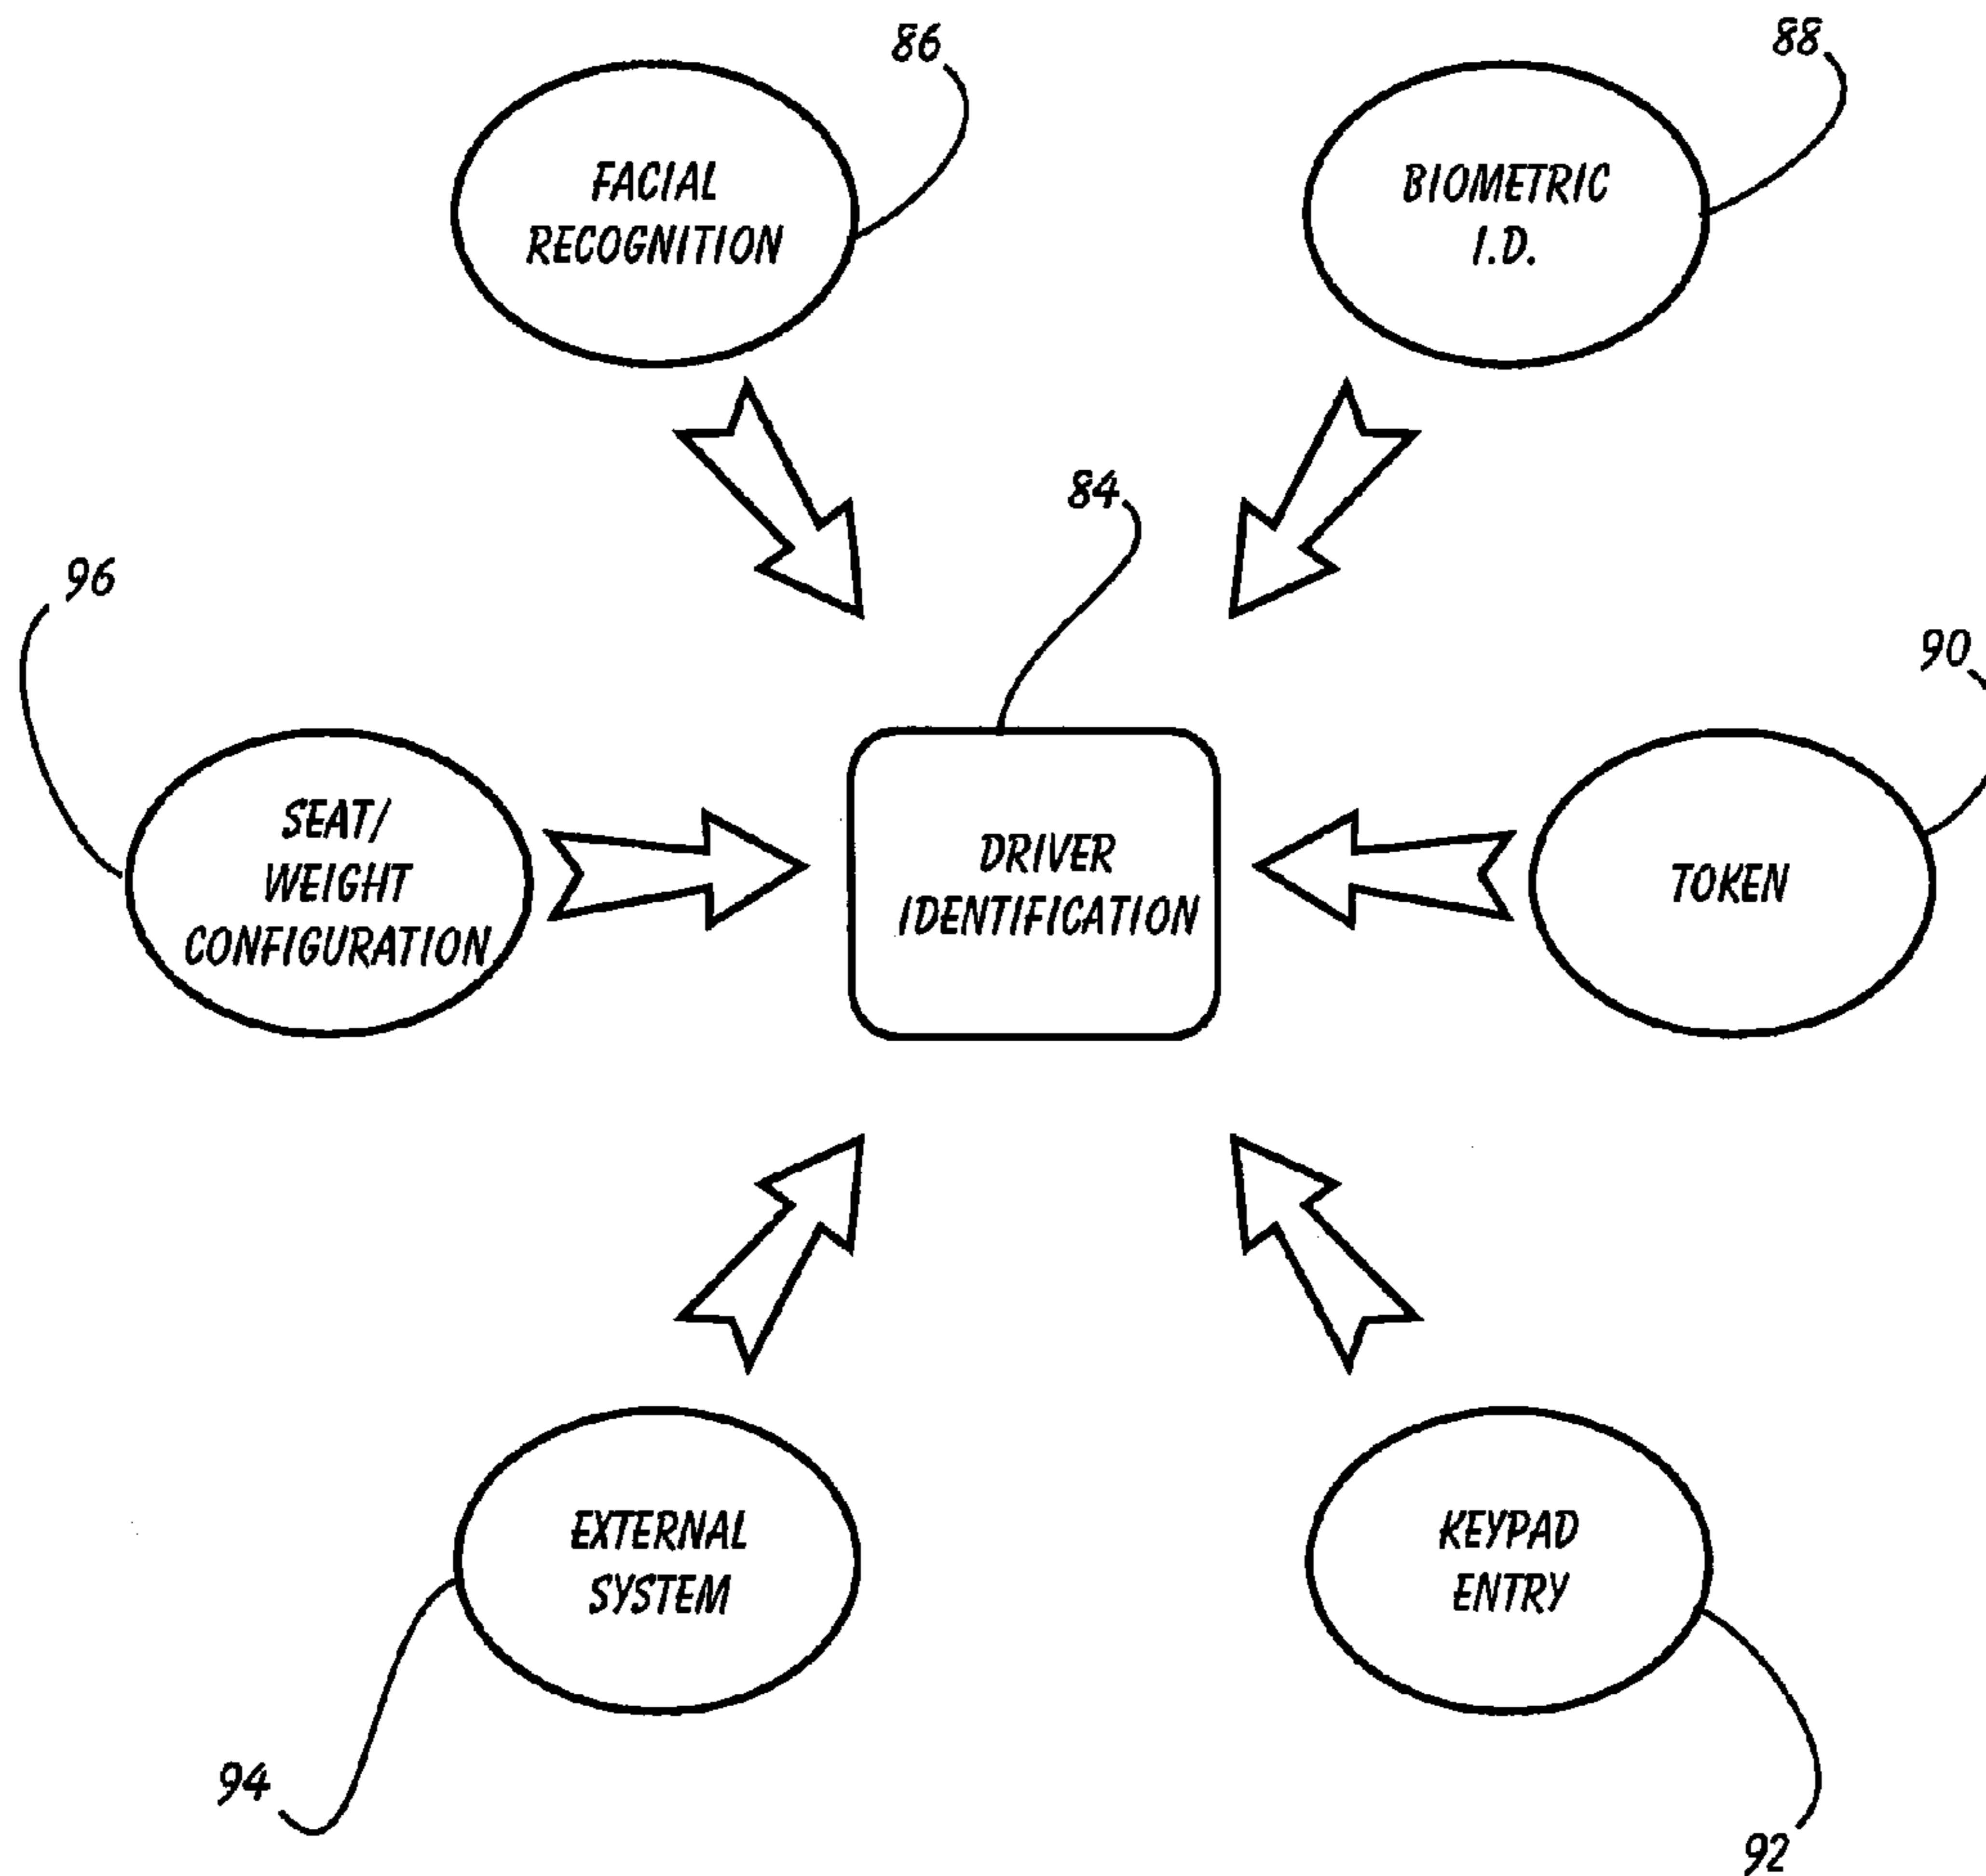 86
88
FACIAL
RECOGNITION
BIOMETRIC
I.D.
84
96
90
SEAT/
WEIGHT
CONFIGURATION
DRIVER
IDENTIFICATION
TOKEN
EXTERNAL
SYSTEM
KEYPAD
ENTRY
94
92